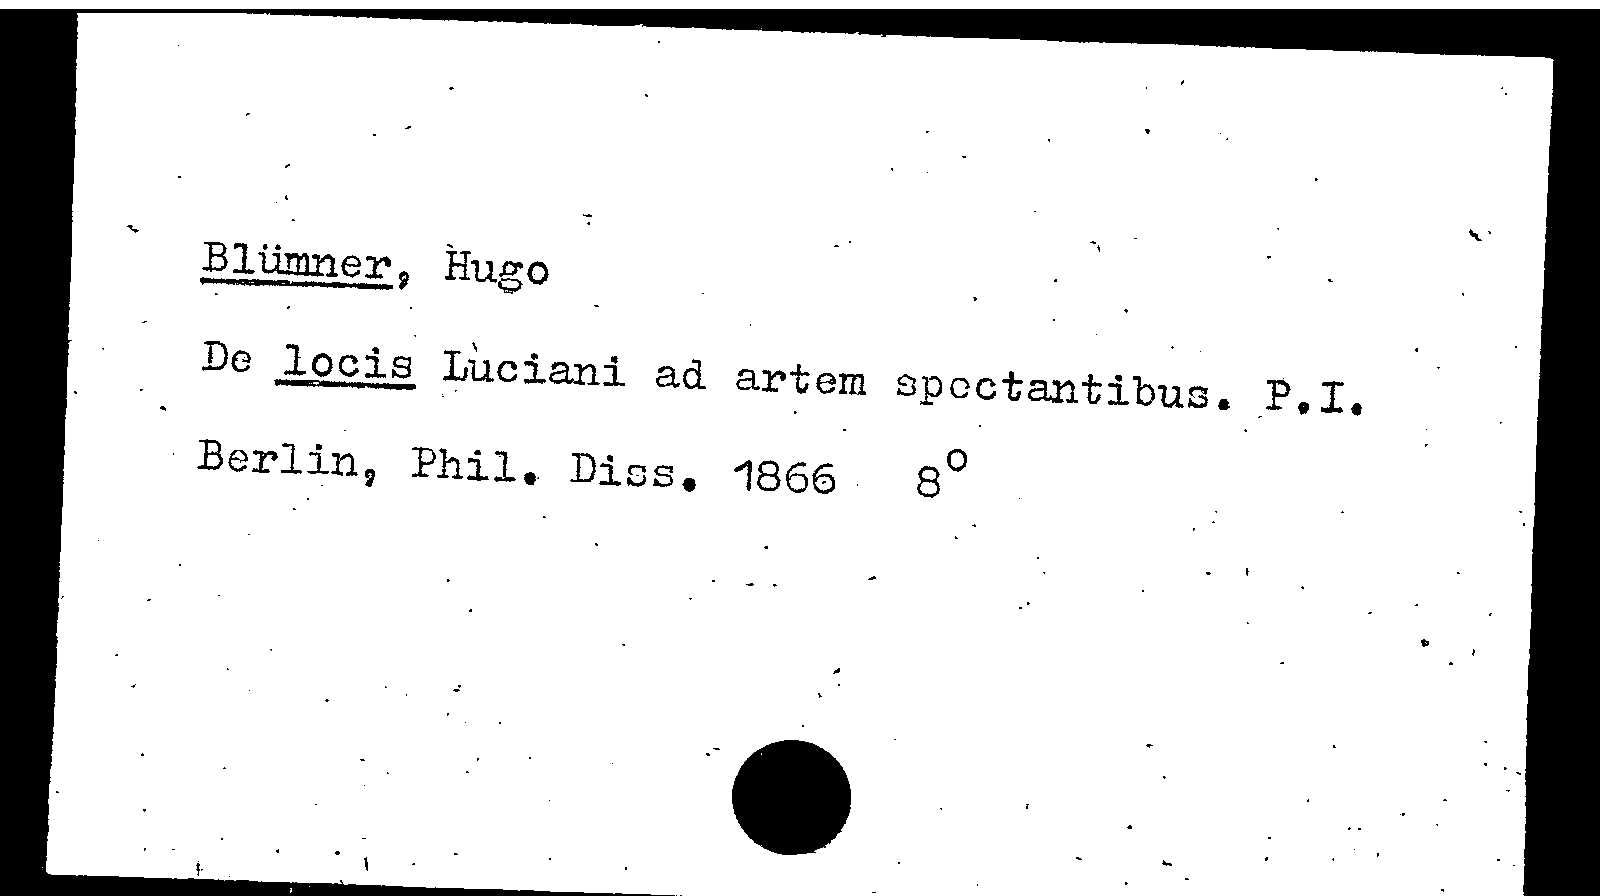 Blümner, Hugo
De locis Luciani ad artem spectantibus. P.I.
Berlin, Phil. Diss. 1866 8°